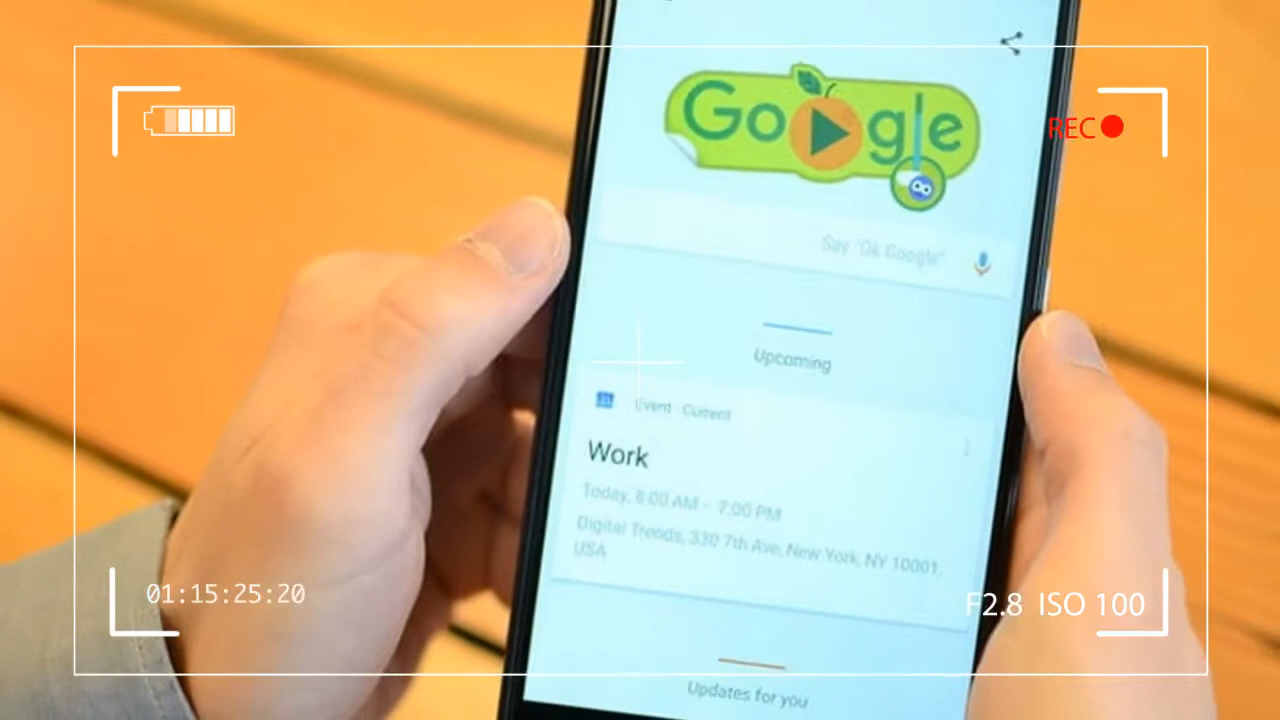 Google
REC
Say "Ok Google"
Upcoming
Event Current
Work
Today, 8:00 AM - 7:00 PM
Digital Trends, 330 7th Ave, New York, NY 10001,
USA
01:15:25:20
F2.8 ISO 100
Updates for you